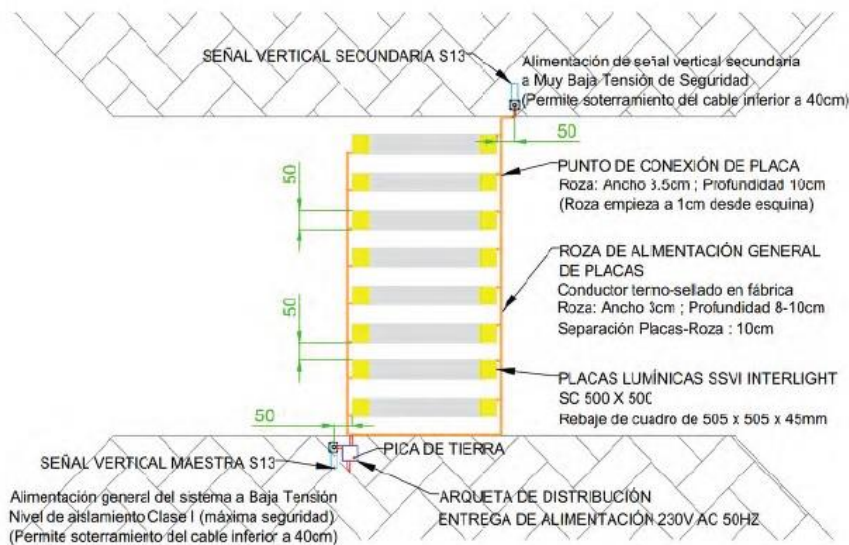 SEÑAL VERTICAL SECUNDARIA S13
Alimentación de señal vertical secundaria
a Muy Baja Tensión de Seguridad
(Permite soterramiento del cable inferior a 40cm)
50
50
PUNTO DE CONEXIÓN DE PLACA
Roza: Ancho 3.5cm ; Profundidad 10cm
(Roza empieza a 1cm desde esquina)
ROZA DE ALIMENTACIÓN GENERAL
DE PLACAS
Conductor termo-sellado en fábrica
Roza: Ancho 3cm ; Profundidad 8-10cm
Separación Placas-Roza : 10cm
50
PLACAS LUMÍNICAS SSVI INTERLIGHT
SC 500 X 500
Rebaje de cuadro de 505 x 505 x 45mm
50
PICA DE TIERRA
SEÑAL VERTICAL MAESTRA S13
Alimentación general del sistema a Baja Tensión
Nivel de aislamiento Clase I (máxima seguridad)
(Permite soterramiento del cable inferior a 40cm)
ARQUETA DE DISTRIBUCIÓN
ENTREGA DE ALIMENTACIÓN 230V AC 50HZ